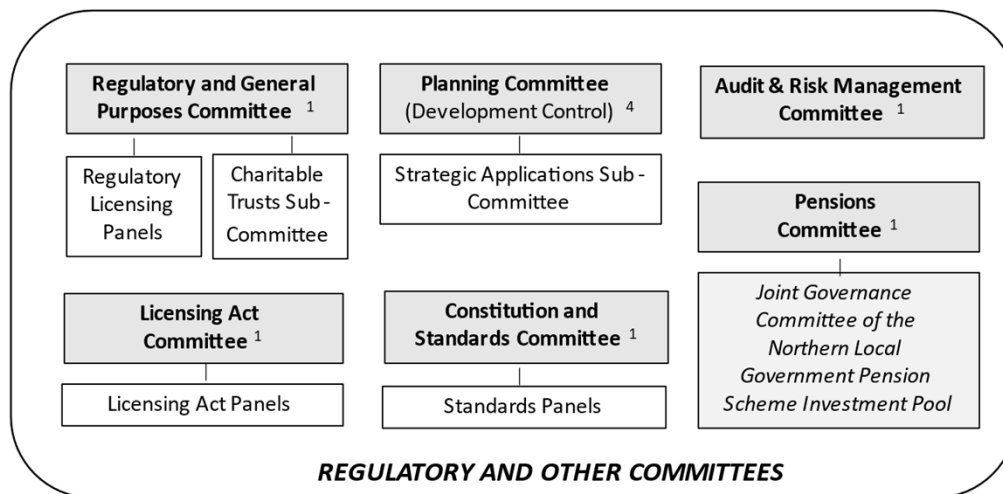 Regulatory and General
Purposes Committee 1
Regulatory
Licensing
Panels
Charitable
Trusts Sub-
Committee
Planning Committee
(Development Control) 4
Strategic Applications Sub-
Committee
Audit & Risk Management
Committee 1
Pensions
Committee 1
Joint Governance
Committee of the
Northern Local
Government Pension
Scheme Investment Pool
Licensing Act
Committee 1
Licensing Act Panels
Constitution and
Standards Committee 1
Standards Panels
REGULATORY AND OTHER COMMITTEES